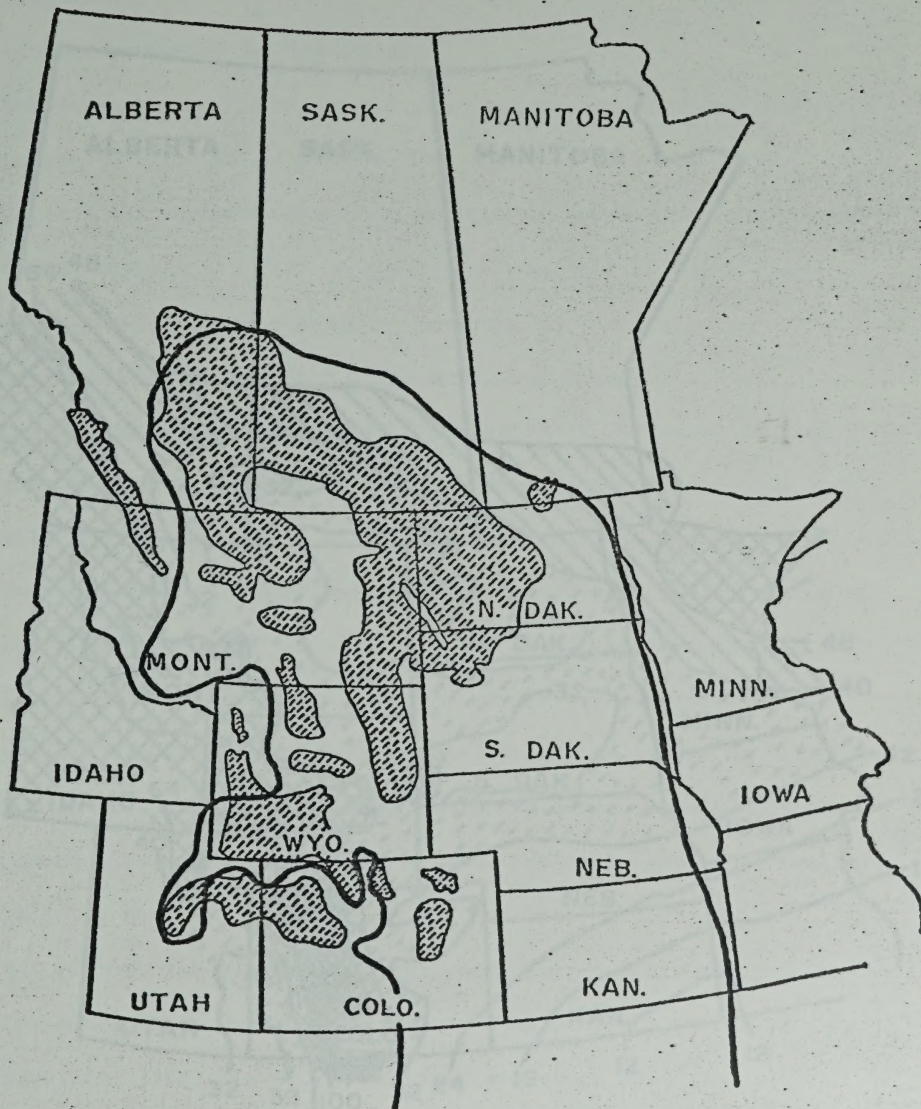 ALBERTA SASK. MANITOBA
N. DAK.
MONT.
MINN.
S. DAK.
IDAHO
IOWA
WYO.
NEB.
UTAH COLO. KAN.